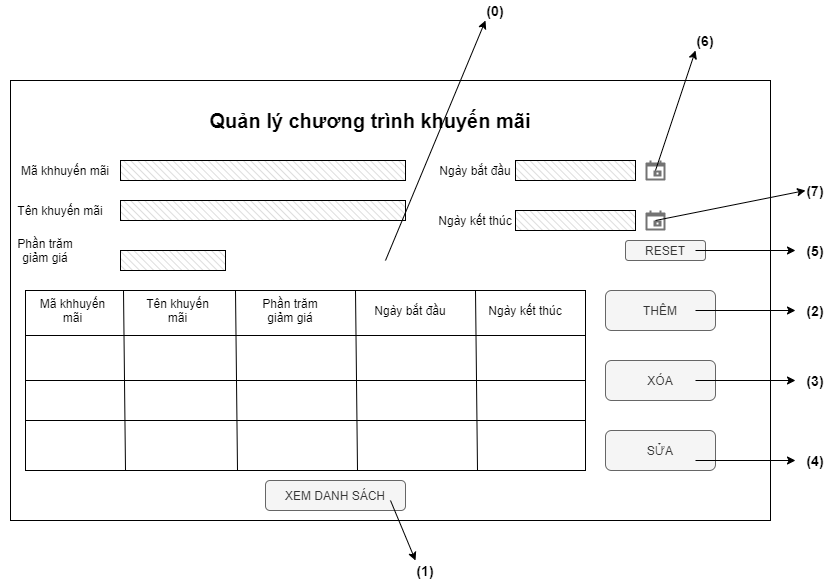 (0)
(6)
Quản lý chương trình khuyến mãi
Mã khhuyến mãi
Ngày bắt đầu
(7)
Tên khuyến mãi
Ngày kết thúc
Phần trăm
giảm giá
RESET
(5)
Mã khhuyến
mãi
Tên khuyến
mãi
Phần trăm
giảm giá
Ngày bắt đầu
Ngày kết thúc
THÊM
(2)
XÓA
(3)
SỬA
(4)
XEM DANH SÁCH
(1)